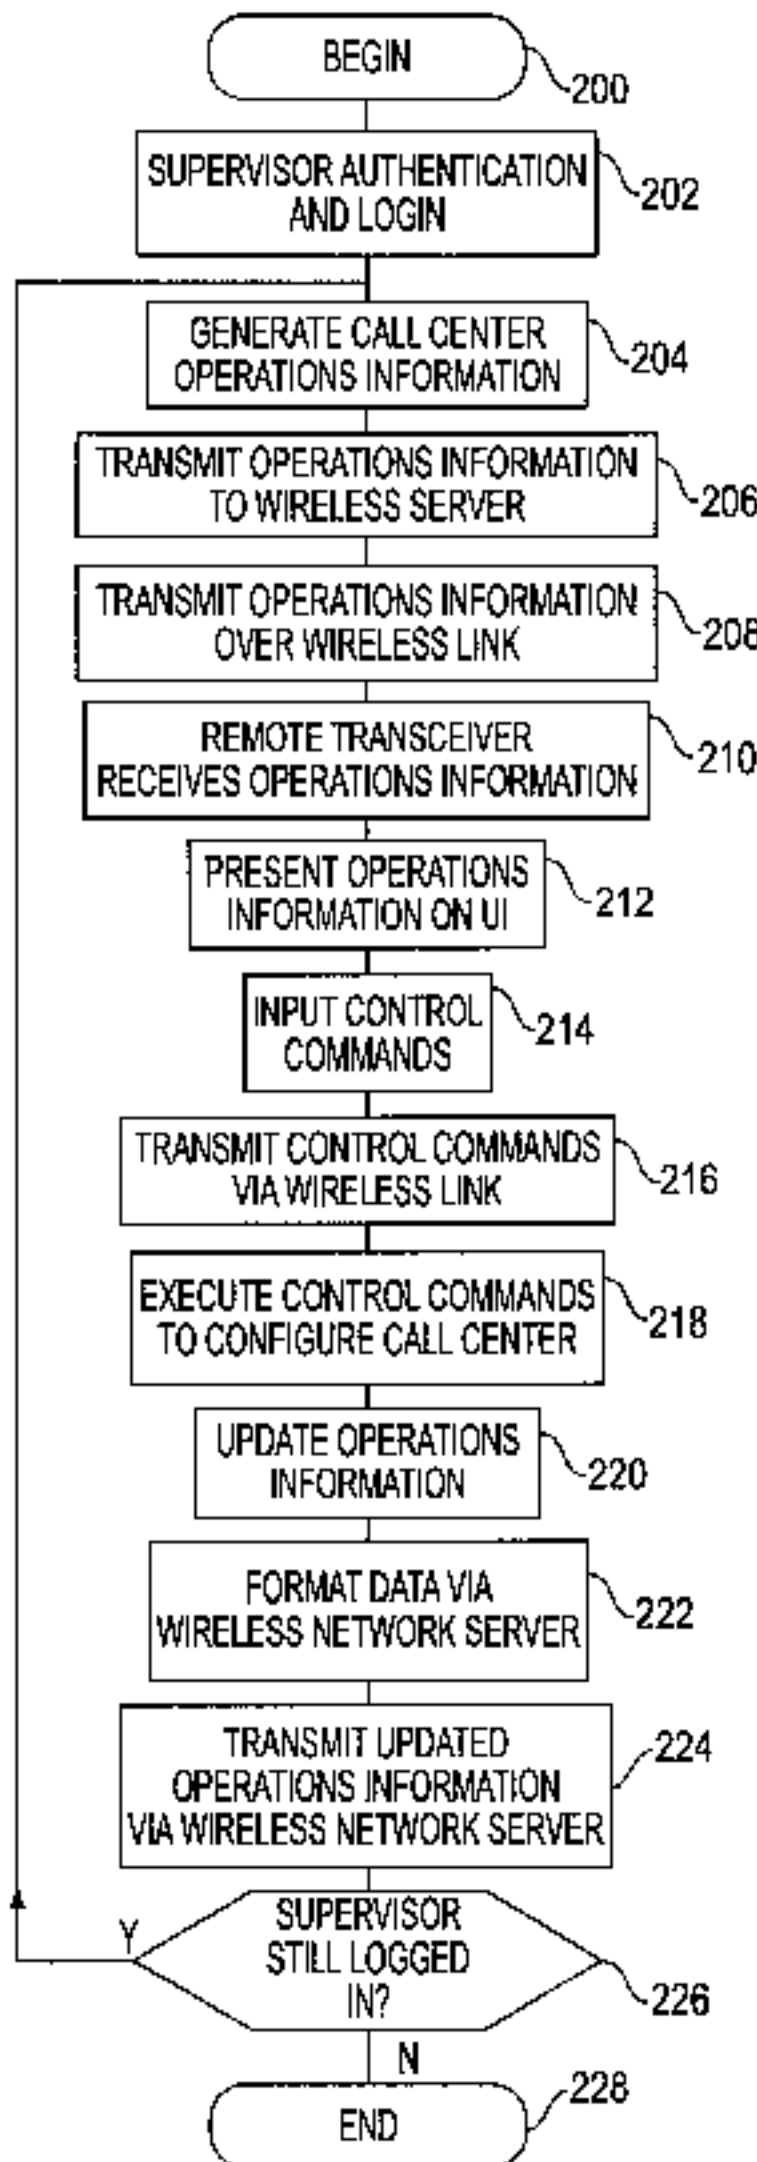 BEGIN
200
SUPERVISOR AUTHENTICATION
AND LOGIN
202
GENERATE CALL CENTER
OPERATIONS INFORMATION
204
TRANSMIT OPERATIONS INFORMATION
TO WIRELESS SERVER
206
TRANSMIT OPERATIONS INFORMATION
OVER WIRELESS LINK
208
REMOTE TRANSCEIVER
RECEIVES OPERATIONS INFORMATION
210
PRESENT OPERATIONS
INFORMATION ON UI
212
INPUT CONTROL
COMMANDS
214
TRANSMIT CONTROL COMMANDS
VIA WIRELESS LINK
216
EXECUTE CONTROL COMMANDS
TO CONFIGURE CALL CENTER
218
UPDATE OPERATIONS
INFORMATION
220
FORMAT DATA VIA
WIRELESS NETWORK SERVER
222
TRANSMIT UPDATED
OPERATIONS INFORMATION
VIA WIRELESS NETWORK SERVER
224
Y
SUPERVISOR
STILL LOGGED
IN?
226
N
END
228